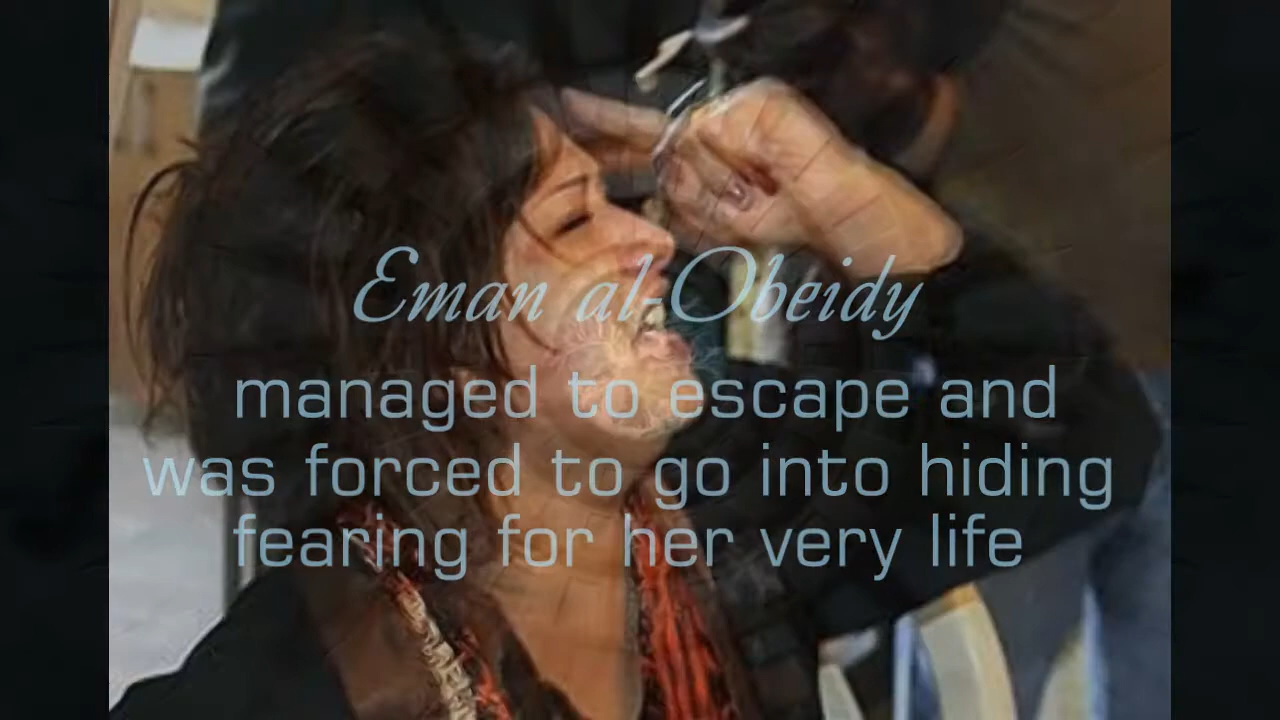 Eman al-Obeidy
managed to escape and
was forced to go into hiding
fearing for her very life